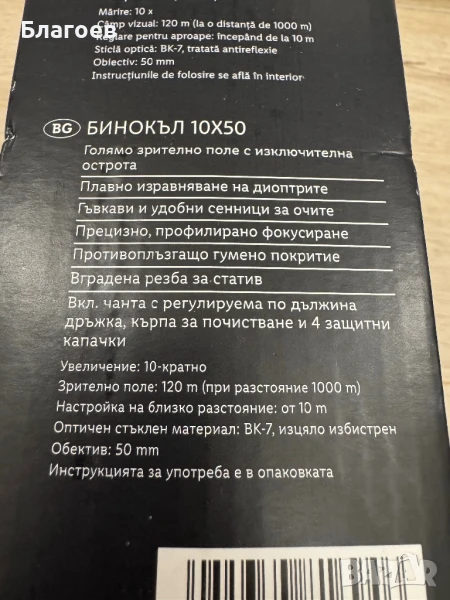 Благоев
Mărire: 10 x
Câmp vizual: 120 m (la o distanță de 1000 m)
Reglare pentru aproape: începând de la 10 m
Sticlă optică: BK-7, tratată antireflexie
Obiectiv: 50 mm
Instrucțiunile de folosire se află în interior
BG БИНОКЪЛ 10X50
Голямо зрително поле с изключителна
острота
Плавно изравняване на диоптрите
Гъвкави и удобни сенници за очите
Прецизно, профилирано фокусиране
Противоплъзгащо гумено покритие
Вградена резба за статив
Вкл. чанта с регулируема по дължина
дръжка, кърпа за почистване и 4 защитни
капачки
Увеличение: 10-кратно
Зрително поле: 120 m (при разстояние 1000 m)
Настройка на близко разстояние: от 10 m
Оптичен стъклен материал: BK-7, изцяло избистрен
Обектив: 50 mm
Инструкцията за употреба е в опаковката